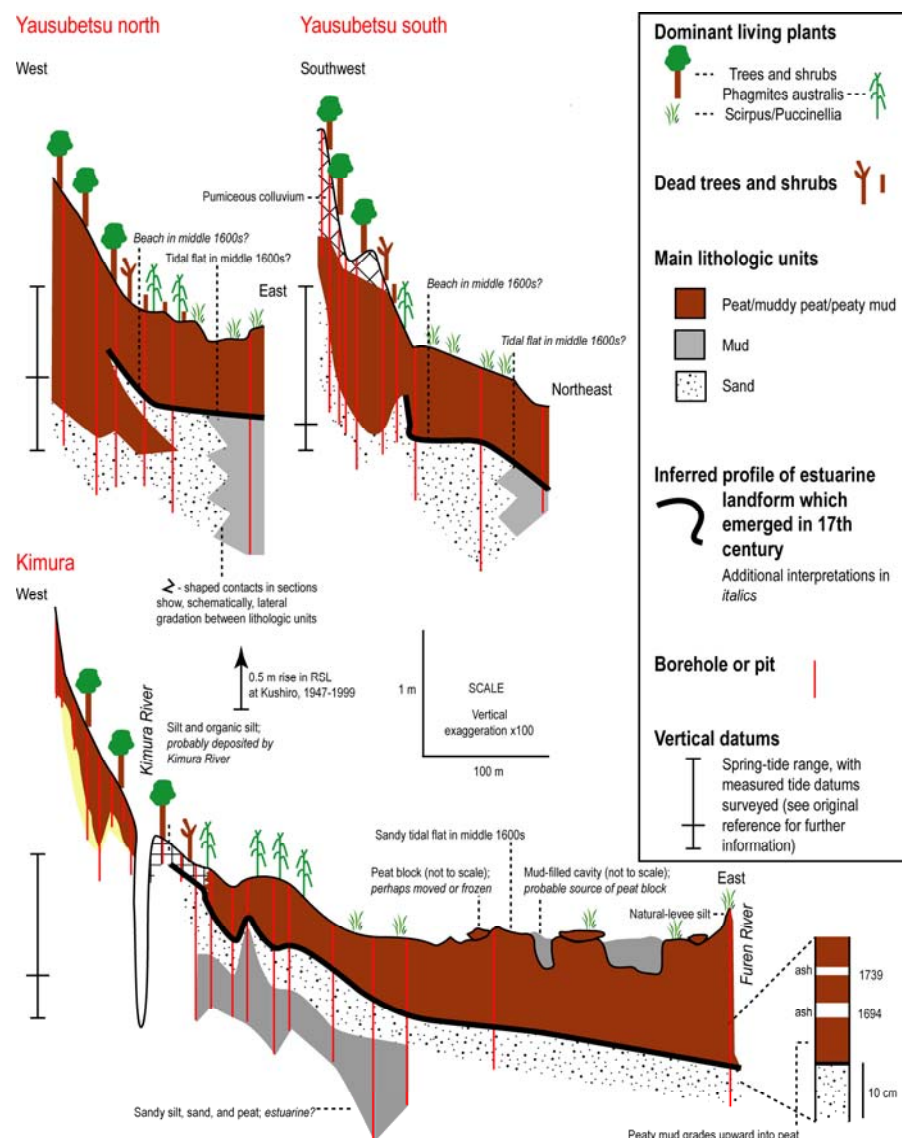 Yausubetsu north
West
Beach in middle 1600s?
Tidal flat in middle 1600s?
East
Yausubetsu south
Southwest
Pumiceous colluvium
Beach in middle 1600s?
Tidal flat in middle 1600s?
Northeast
- shaped contacts in sections
show, schematically, lateral
gradation between lithologic units
Kimura
West
0.5 m rise in RSL
at Kushiro, 1947-1999
1 m
SCALE
Vertical
exaggeration x100
100 m
Kimura River
Silt and organic silt;
probably deposited by
Kimura River
Sandy tidal flat in middle 1600s
Peat block (not to scale);
perhaps moved or frozen
Mud-filled cavity (not to scale);
probable source of peat block
East
Natural-levee silt
Furen River
Sandy silt, sand, and peat; estuarine?
ash
1739
ash
1694
10 cm
Peaty mud grades upward into peat
Dominant living plants
Trees and shrubs
Phagmites australis
Scirpus/Puccinellia
Dead trees and shrubs
Main lithologic units
Peat/muddy peat/peaty mud
Mud
Sand
Inferred profile of estuarine
landform which
emerged in 17th
century
Additional interpretations in
italics
Borehole or pit
Vertical datums
Spring-tide range, with
measured tide datums
surveyed (see original
reference for further
information)